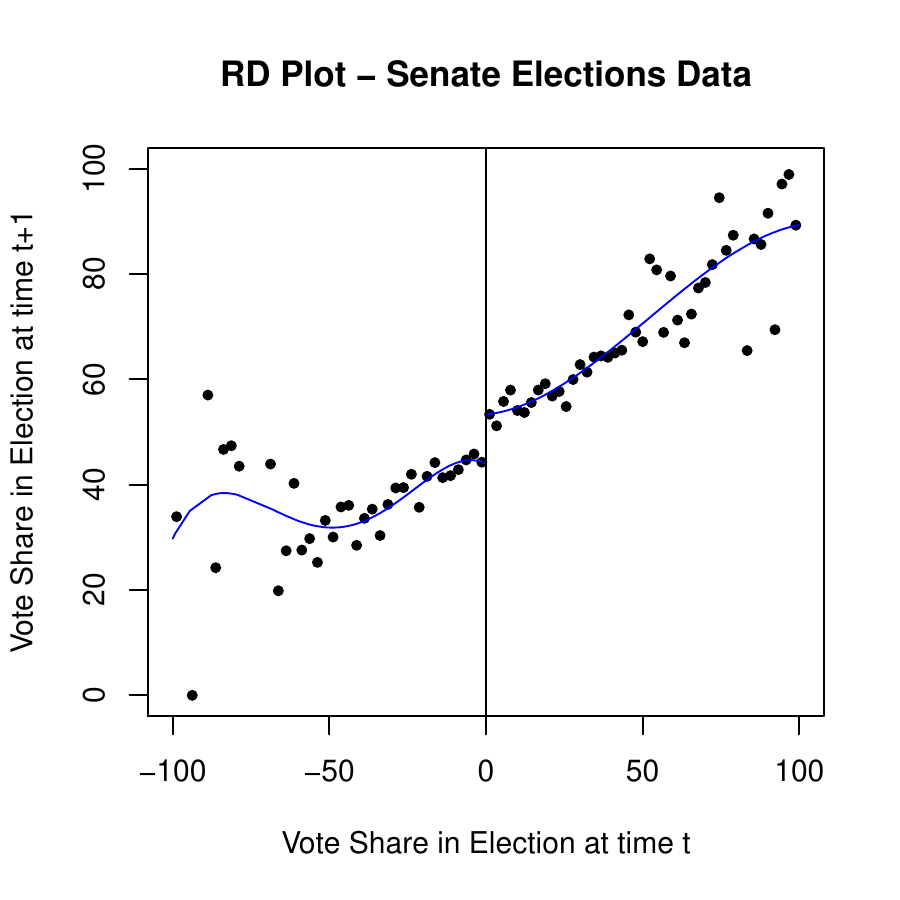 RD Plot − Senate Elections Data
Vote Share in Election at time t+1
100
80
60
40
20
0
−100 −50 0 50 100
Vote Share in Election at time t